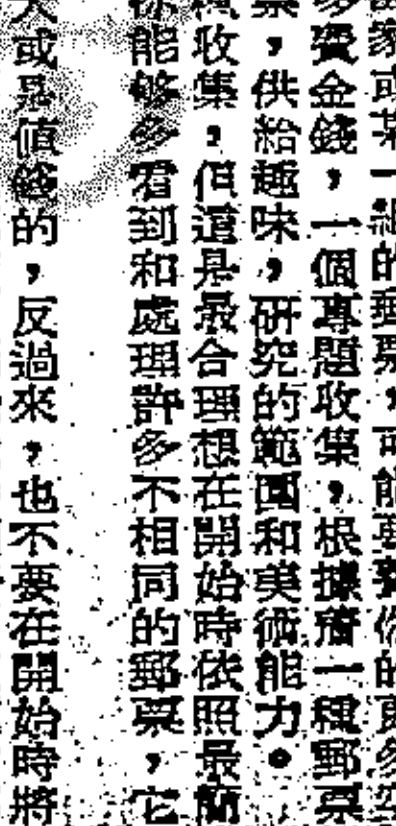 家或某一組的郵票，可能要費你的更多空
多費金錢，一個專題收集，根據齊一種郵票
票，供給趣味，研究的範圍和美術能力。
收集，但這是最合理想在開始時依照最簡
你能够多看到和處理許多不相同的郵票，它
大或是值錢的，反過來，也不要在開始時將